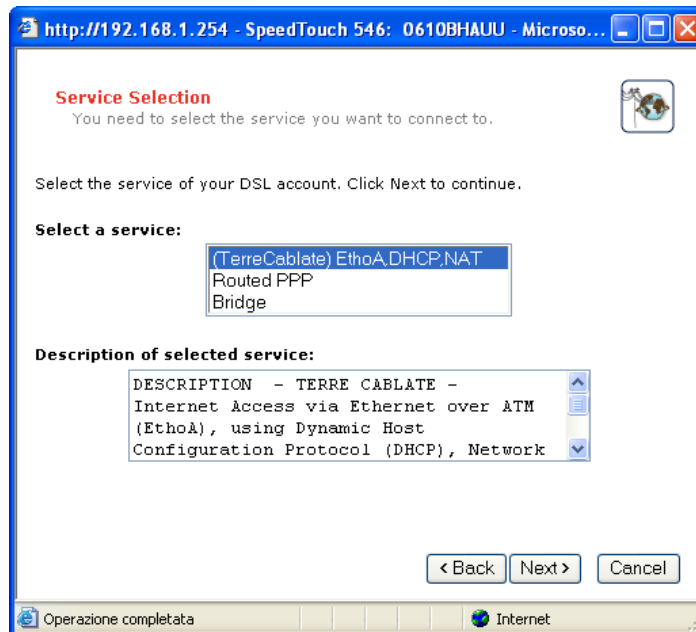 http://192.168.1.254 - SpeedTouch 546: 0610BHAUU - Microso...
Service Selection
You need to select the service you want to connect to.
Select the service of your DSL account. Click Next to continue.
Select a service:
(TerreCablate) EthoA,DHCP,NAT
Routed PPP
Bridge
Description of selected service:
DESCRIPTION - TERRE CABLATE -
Internet Access via Ethernet over ATM
(EthoA), using Dynamic Host
Configuration Protocol (DHCP), Network
< Back Next > Cancel
Operazione completata Internet